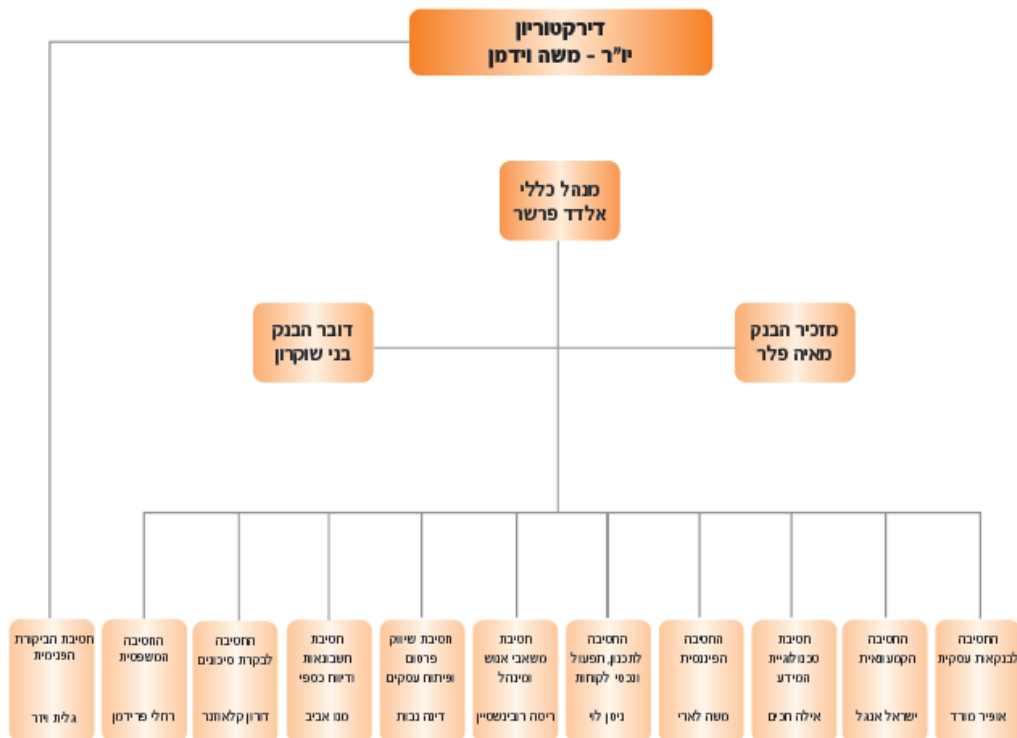 דירקטוריון
יו"ר - משה וידמן
מנהל כללי
אלדד פרשר
מזכיר הבנק
מאיה פלר
דובר הבנק
בני שוקרון
החטיבה
לבנקאות עסקית
אופיר מורד
החטיבה
הקמעונאית
ישראל אנגל
חטיבת
טכנולוגיית
המידע
אילה חכים
החטיבה
הפיננסית
משה לארי
החטיבה
לתכנון, תפעול
ונכסי לקוחות
ניסן לוי
חטיבת
משאבי אנוש
ומינהל
ריטה רובינשטיין
חטיבת שיווק
פרסום
ופיתוח עסקים
דינה נבות
חטיבת
חשבונאות
ודיווח כספי
מנו אביב
החטיבה
לבקרת סיכונים
דורון קלאוזנר
החטיבה
המשפטית
רחלי פרידמן
חטיבת הביקורת
הפנימית
גלית ויזר